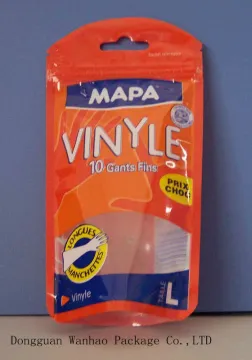 MAPA
VINYLE
10 Gants Fins
PRIX
CHOC
LONGUES
MANCHETTES
Vinyle
TAILLE
L
Dongguan Wanhao Package Co.,LTD